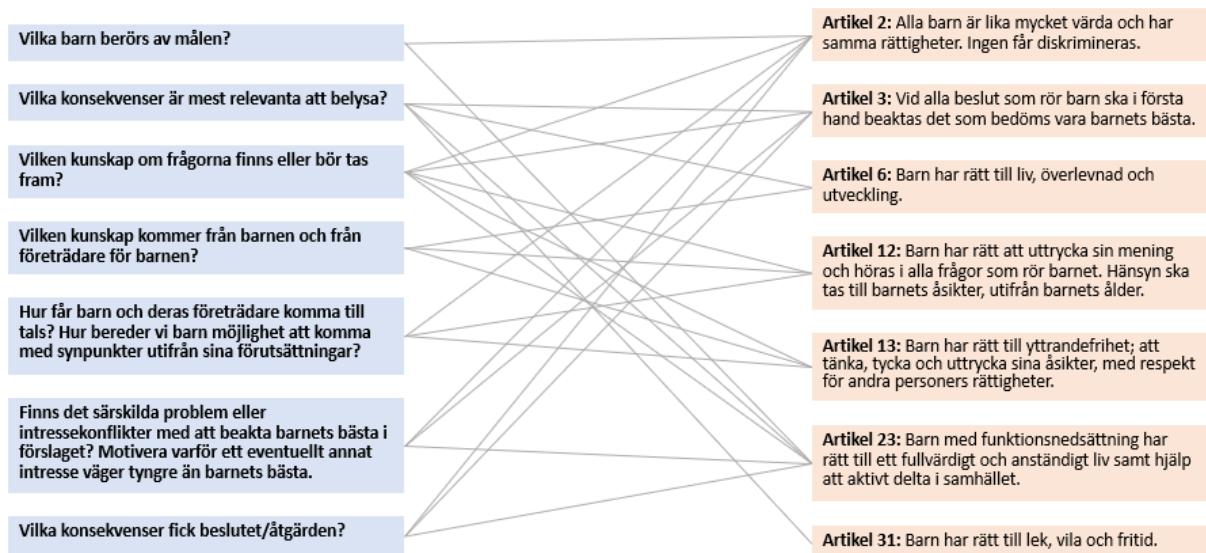 Vilka barn berörs av målen?
Vilka konsekvenser är mest relevanta att belysa?
Vilken kunskap om frågorna finns eller bör tas
fram?
Vilken kunskap kommer från barnen och från
företrädare för barnen?
Hur får barn och deras företrädare komma till
tals? Hur bereder vi barn möjlighet att komma
med synpunkter utifrån sina förutsättningar?
Finns det särskilda problem eller
intressekonflikter med att beakta barnets bästa i
förslaget? Motivera varför ett eventuellt annat
intresse väger tyngre än barnets bästa.
Vilka konsekvenser fick beslutet/åtgärden?
Artikel 2: Alla barn är lika mycket värda och har
samma rättigheter. Ingen får diskrimineras.
Artikel 3: Vid alla beslut som rör barn ska i första
hand beaktas det som bedöms vara barnets bästa.
Artikel 6: Barn har rätt till liv, överlevnad och
utveckling.
Artikel 12: Barn har rätt att uttrycka sin mening
och höras i alla frågor som rör barnet. Hänsyn ska
tas till barnets åsikter, utifrån barnets ålder.
Artikel 13: Barn har rätt till yttrandefrihet; att
tänka, tycka och uttrycka sina åsikter, med respekt
för andra personers rättigheter.
Artikel 23: Barn med funktionsnedsättning har
rätt till ett fullvärdigt och anständigt liv samt hjälp
att aktivt delta i samhället.
Artikel 31: Barn har rätt till lek, vila och fritid.